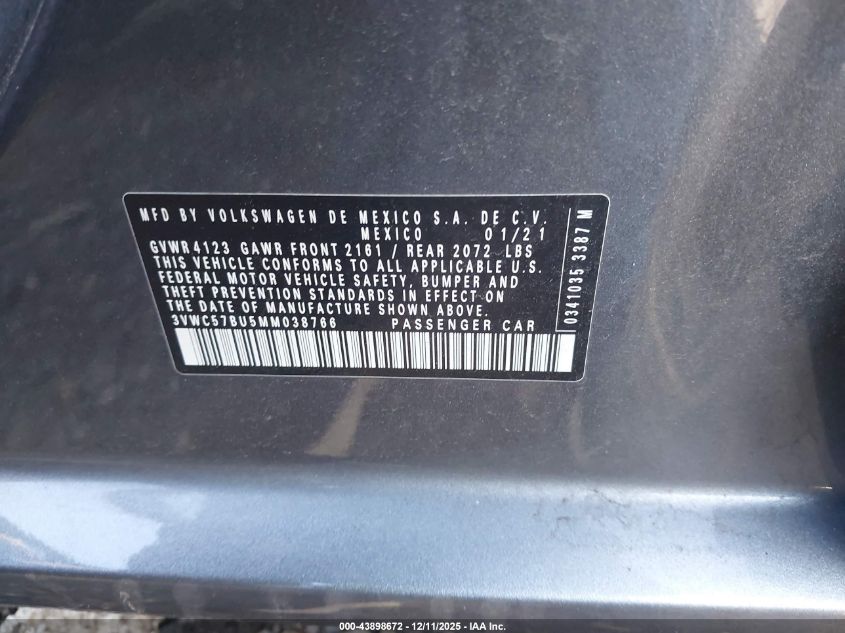 MFD BY VOLKSWAGEN DE MEXICO S.A. DE C.V.
MEXICO 01/21
GVWR 4123 GAWR FRONT 2161 / REAR 2072 LBS
THIS VEHICLE CONFORMS TO ALL APPLICABLE U.S.
FEDERAL MOTOR VEHICLE SAFETY, BUMPER AND
THEFT PREVENTION STANDARDS IN EFFECT ON
THE DATE OF MANUFACTURE SHOWN ABOVE.
3VWC57BU5MM038766 PASSENGER CAR
0341035 3387 M
000-43898672 - 12/11/2025 - IAA Inc.